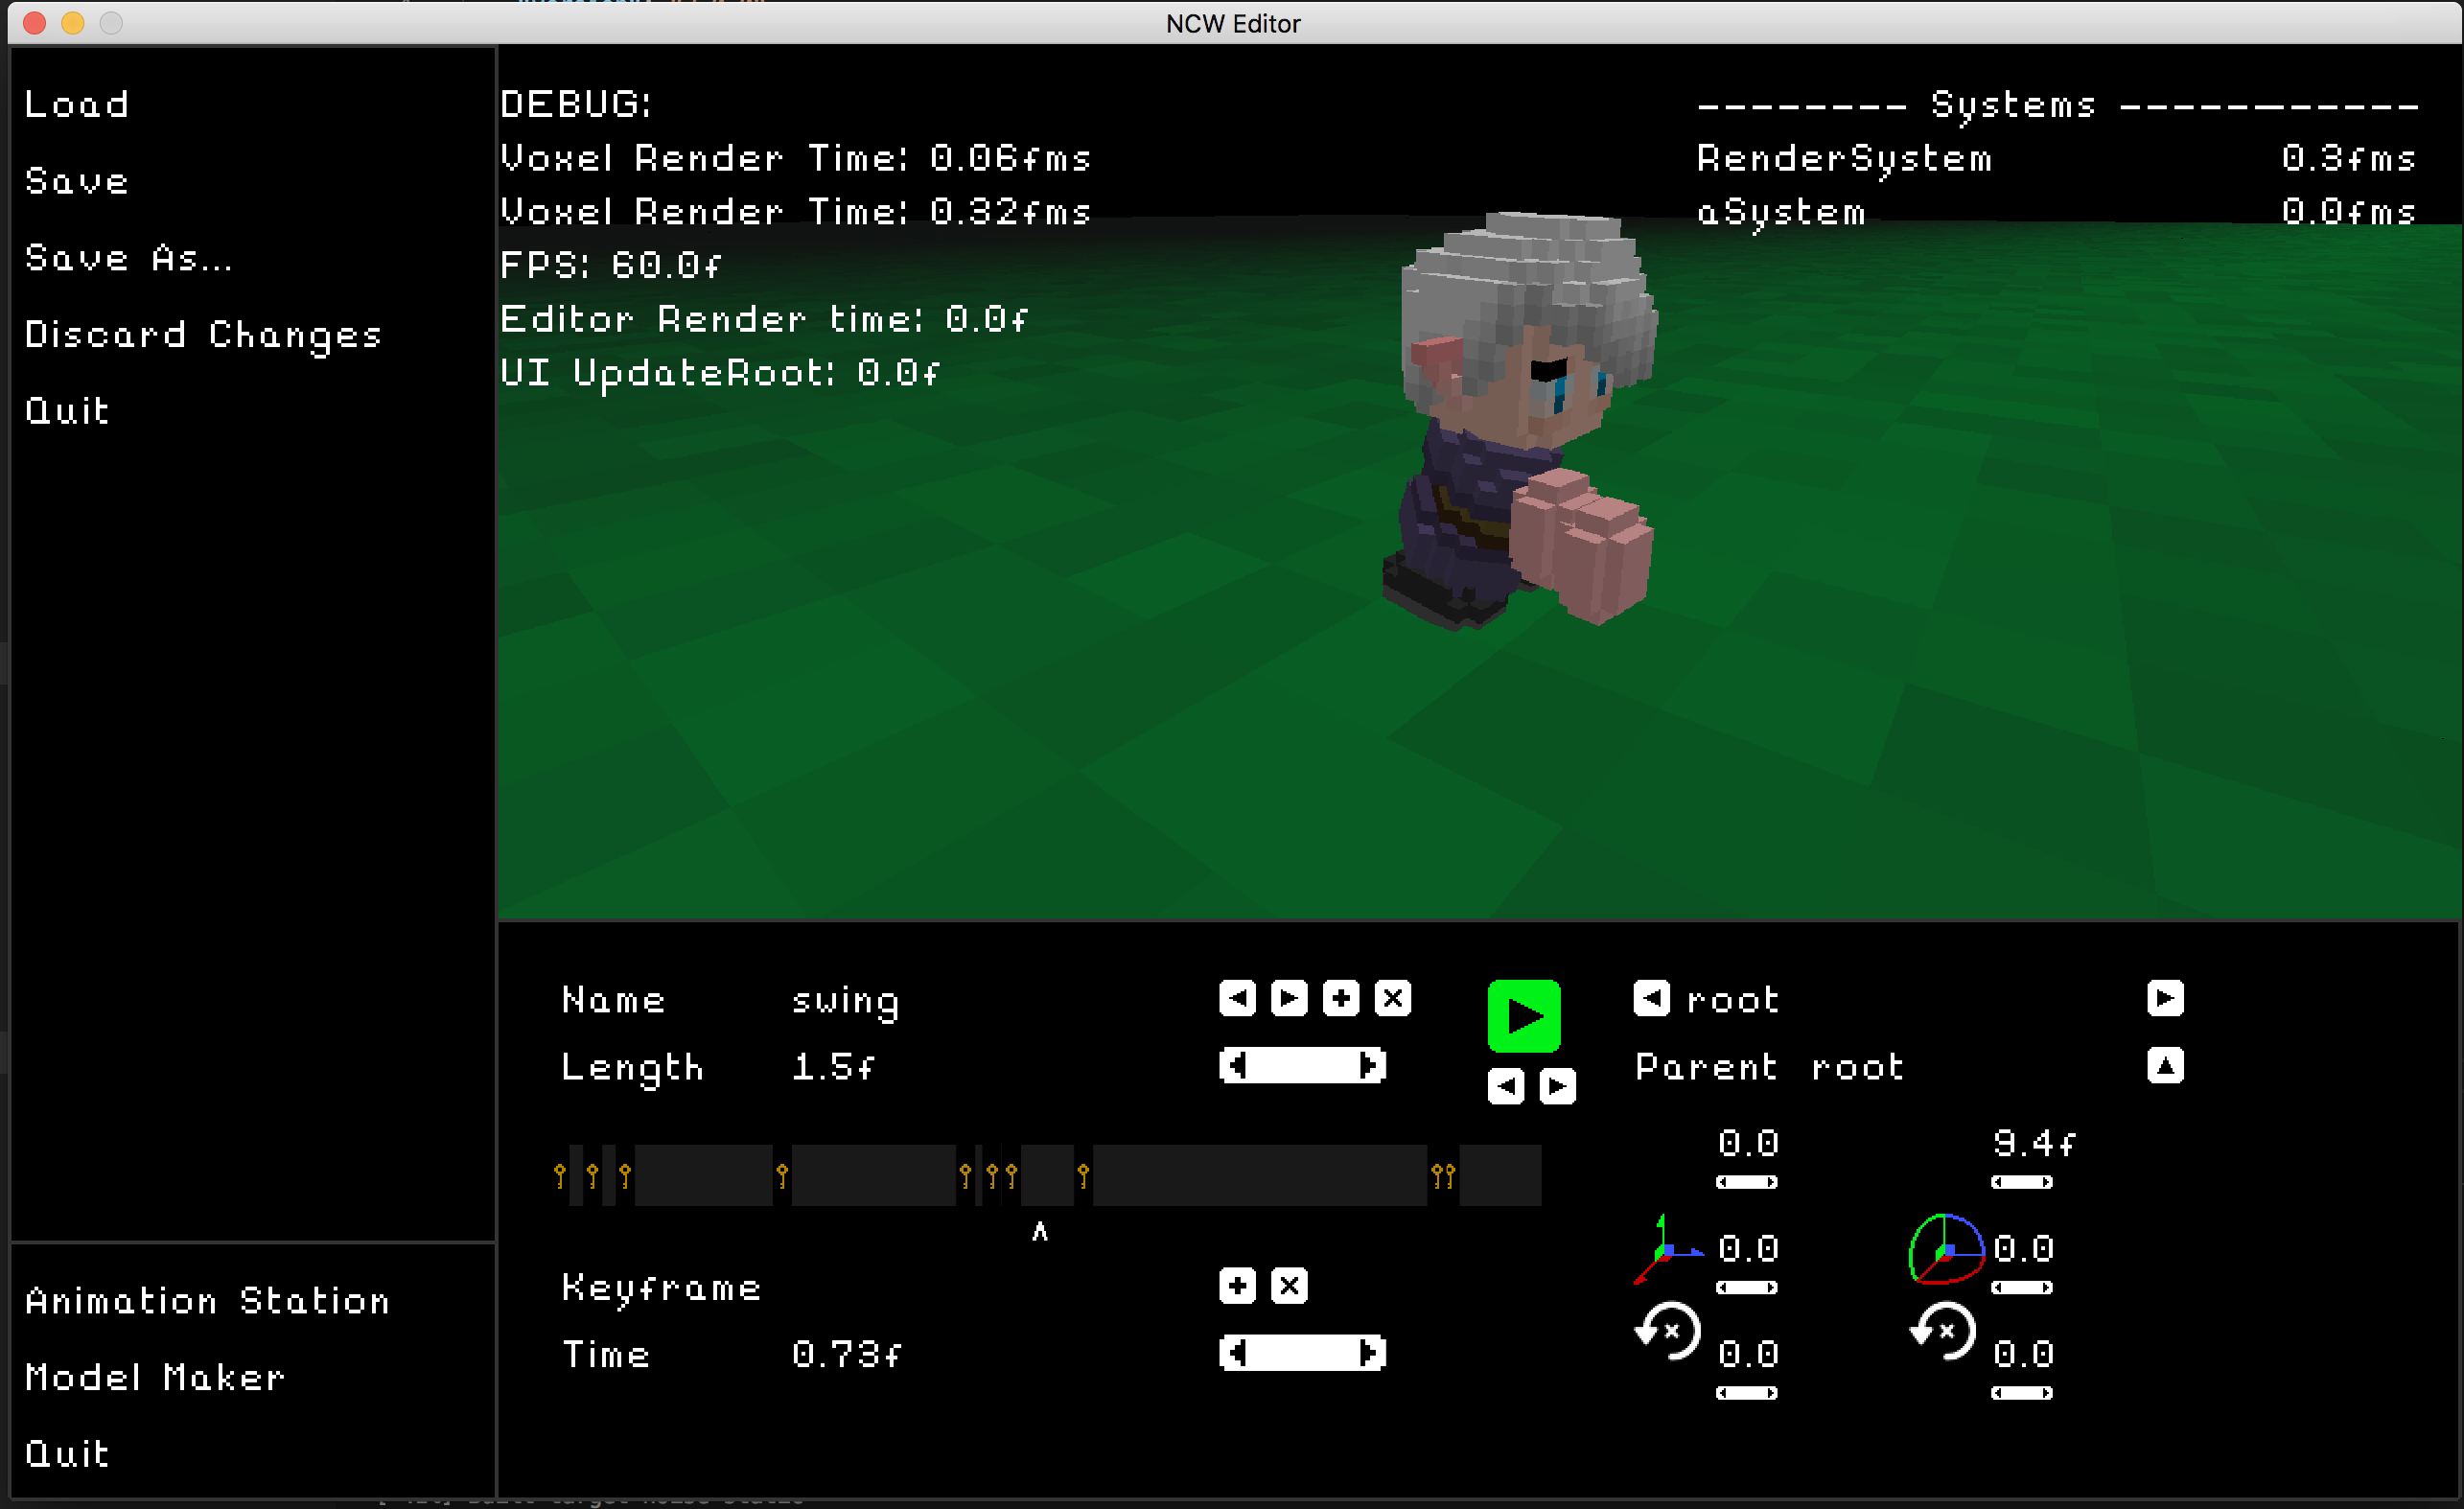 NCW Editor
Load
Save
Save As...
Discard Changes
Quit
DEBUG:
Voxel Render Time: 0.06fms
Voxel Render Time: 0.32fms
FPS: 60.0f
Editor Render time: 0.0f
UI UpdateRoot: 0.0f
-------- Systems -----------
RenderSystem 0.3fms
aSystem 0.0fms
Name swing
Length 1.5f
root
Parent root
0.0 9.4f
0.0 0.0
0.0 0.0
Keyframe
Time 0.73f
Animation Station
Model Maker
Quit